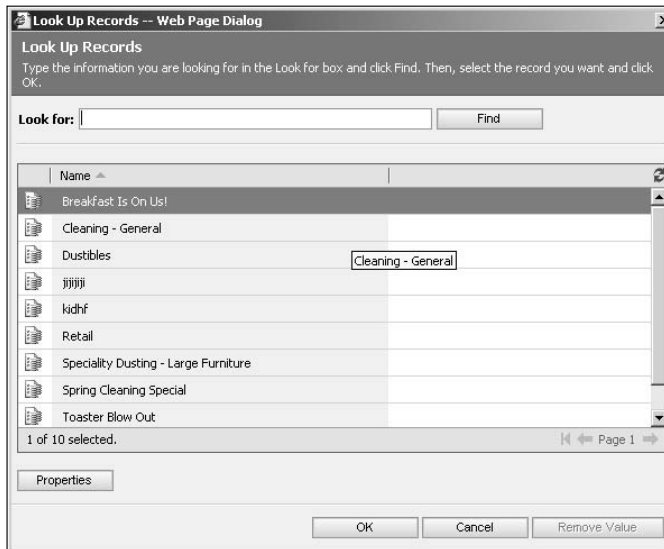 Look Up Records -- Web Page Dialog
Look Up Records
Type the information you are looking for in the Look for box and click Find. Then, select the record you want and click
OK.
Look for:
Find
Name
Breakfast Is On Us!
Cleaning - General
Dustibles
Cleaning - General
jijijiji
kidhf
Retail
Speciality Dusting - Large Furniture
Spring Cleaning Special
Toaster Blow Out
1 of 10 selected.
Page 1
Properties
OK Cancel Remove Value